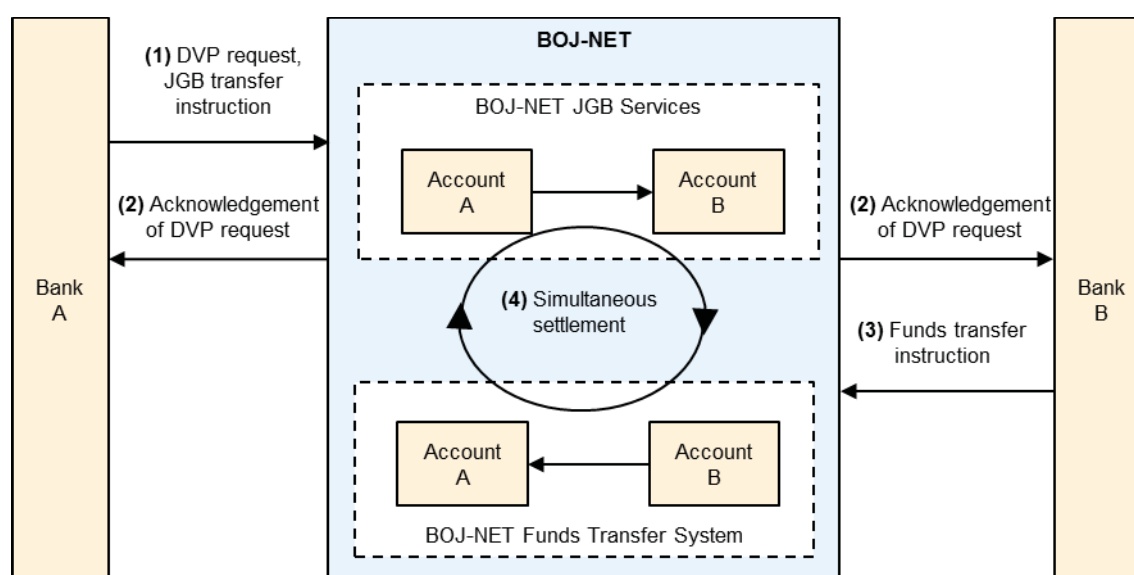 BOJ-NET
(1) DVP request,
JGB transfer
instruction
BOJ-NET JGB Services
Account
A
Account
B
(2) Acknowledgement
of DVP request
(2) Acknowledgement
of DVP request
Bank
A
(4) Simultaneous
settlement
Bank
B
(3) Funds transfer
instruction
Account
A
Account
B
BOJ-NET Funds Transfer System